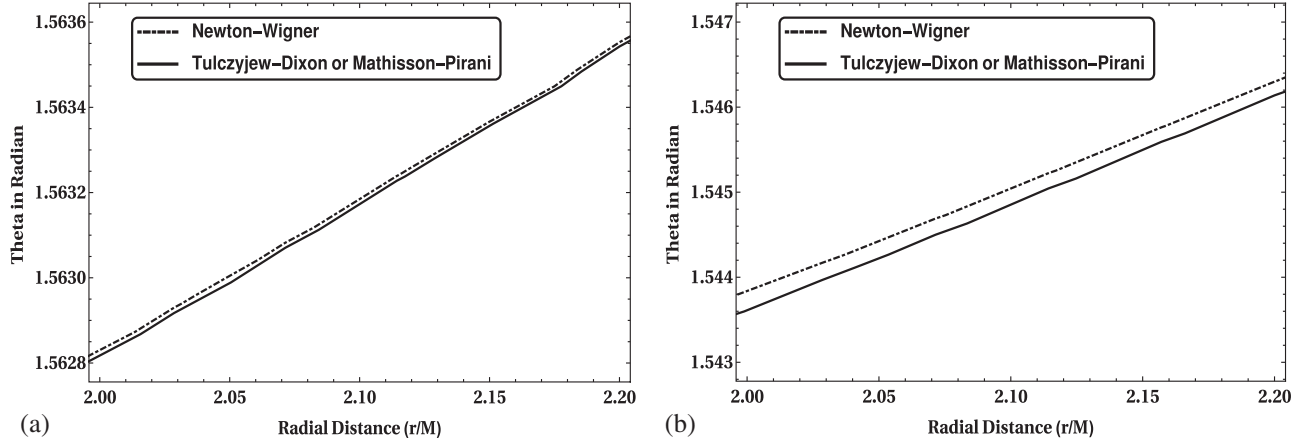 Newton–Wigner
Tulczyjew–Dixon or Mathisson–Pirani
Theta in Radian
1.5636
1.5634
1.5632
1.5630
1.5628
2.00 2.05 2.10 2.15 2.20
Radial Distance (r/M)
(a)
Newton–Wigner
Tulczyjew–Dixon or Mathisson–Pirani
Theta in Radian
1.547
1.546
1.545
1.544
1.543
2.00 2.05 2.10 2.15 2.20
Radial Distance (r/M)
(b)